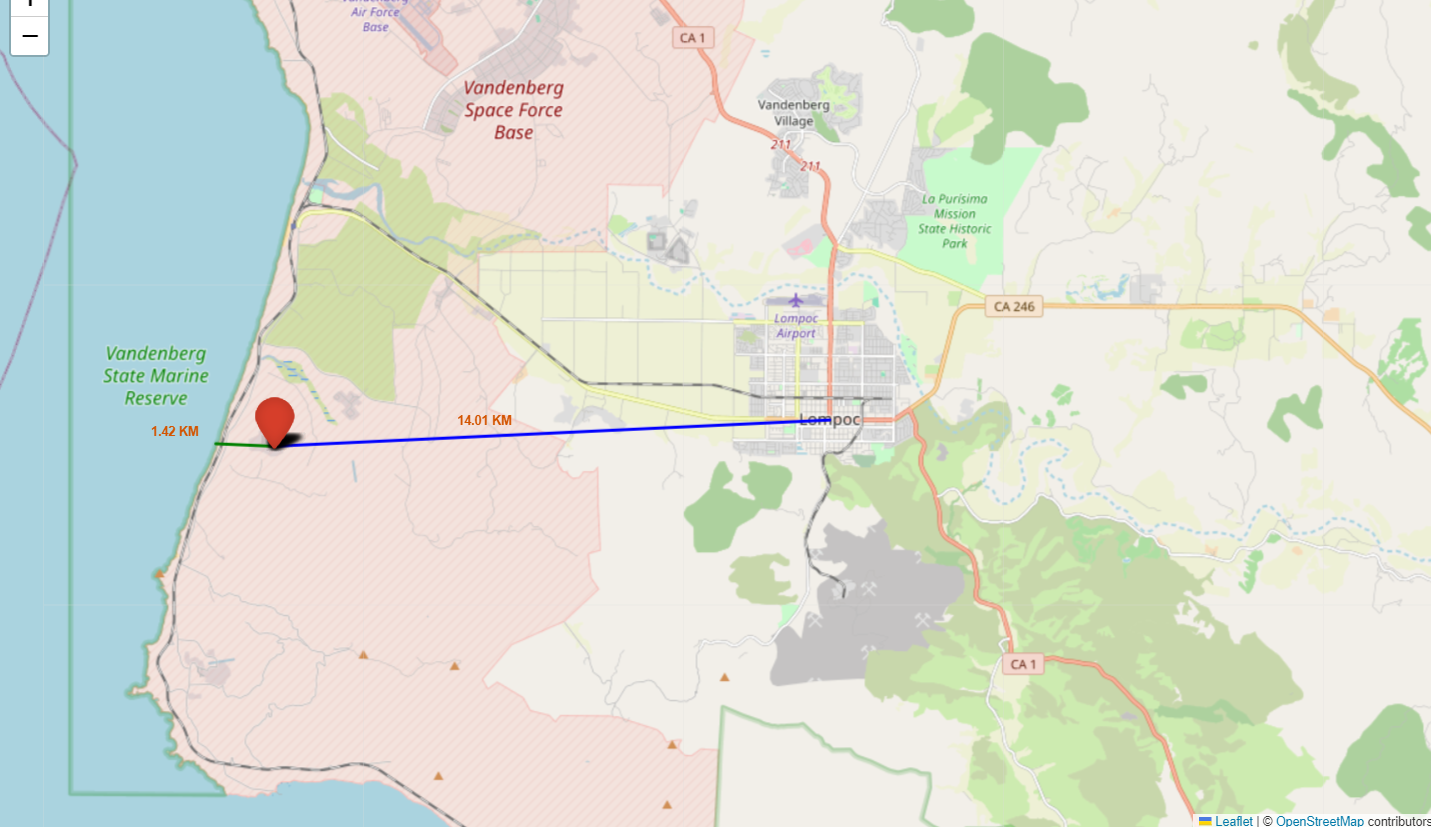 +
−
Vandenberg
Air Force
Base
CA 1
Vandenberg
Space Force
Base
Vandenberg
Village
211
211
La Purísima
Mission
State Historic
Park
CA 246
Lompoc
Airport
Vandenberg
State Marine
Reserve
1.42 KM
14.01 KM
Lompoc
CA 1
Leaflet | © OpenStreetMap contributors